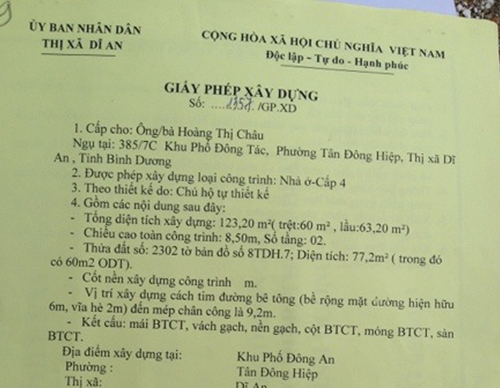 ỦY BAN NHÂN DÂN
THỊ XÃ DĨ AN
CỘNG HÒA XÃ HỘI CHỦ NGHĨA VIỆT NAM
Độc lập - Tự do - Hạnh phúc
GIẤY PHÉP XÂY DỰNG
Số: ....1357../GP.XD
1. Cấp cho: Ông/bà Hoàng Thị Châu
Ngụ tại: 385/7C Khu Phố Đông Tác, Phường Tân Đông Hiệp, Thị xã Dĩ
An , Tỉnh Bình Dương
2. Được phép xây dựng loại công trình: Nhà ở-Cấp 4
3. Theo thiết kế do: Chủ hộ tự thiết kế
4. Gồm các nội dung sau đây:
- Tổng diện tích xây dựng: 123,20 m²( trệt:60 m² , lầu:63,20 m²)
- Chiều cao toàn công trình: 8,50m, Số tầng: 02.
- Thửa đất số: 2302 tờ bản đồ số 8TDH.7; Diện tích: 77,2m² ( trong đó
có 60m2 ODT).
- Cốt nền xây dựng công trình m.
- Vị trí xây dựng cách tim đường bê tông (bề rộng mặt đường hiện hữu
6m, vĩa hè 2m) đến mép chân công là 9,2m.
- Kết cấu: mái BTCT, vách gạch, nền gạch, cột BTCT, móng BTCT, sàn
BTCT.
Địa điểm xây dựng tại: Khu Phố Đông An
Phường : Tân Đông Hiệp
Thị xã: Dĩ An